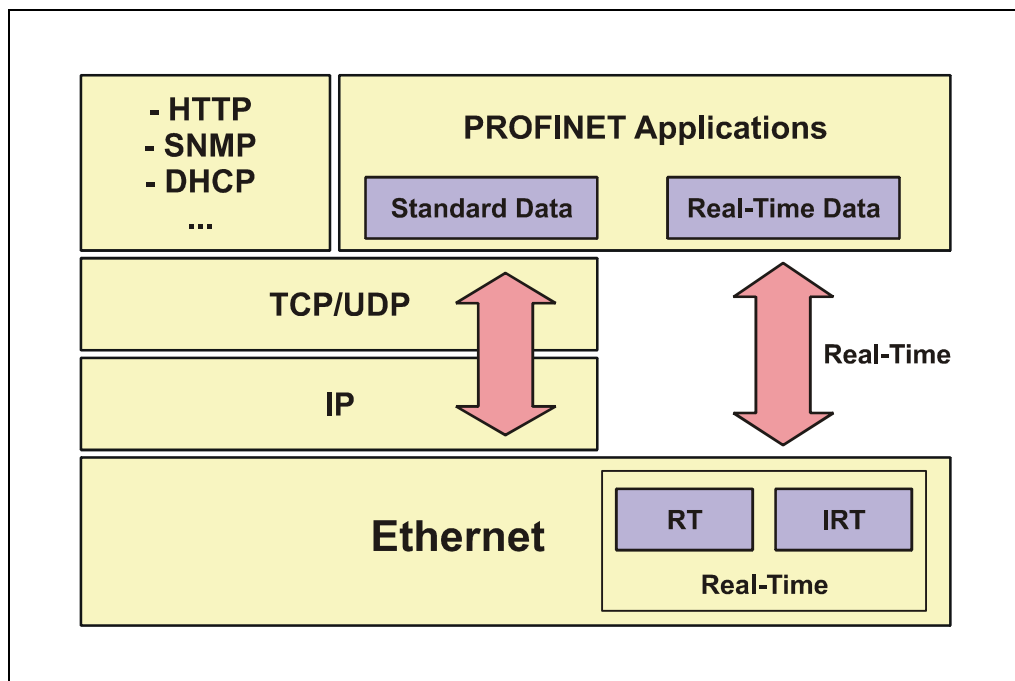 - HTTP
- SNMP
- DHCP
...
PROFINET Applications
Standard Data
Real-Time Data
TCP/UDP
Real-Time
IP
Ethernet
RT
IRT
Real-Time